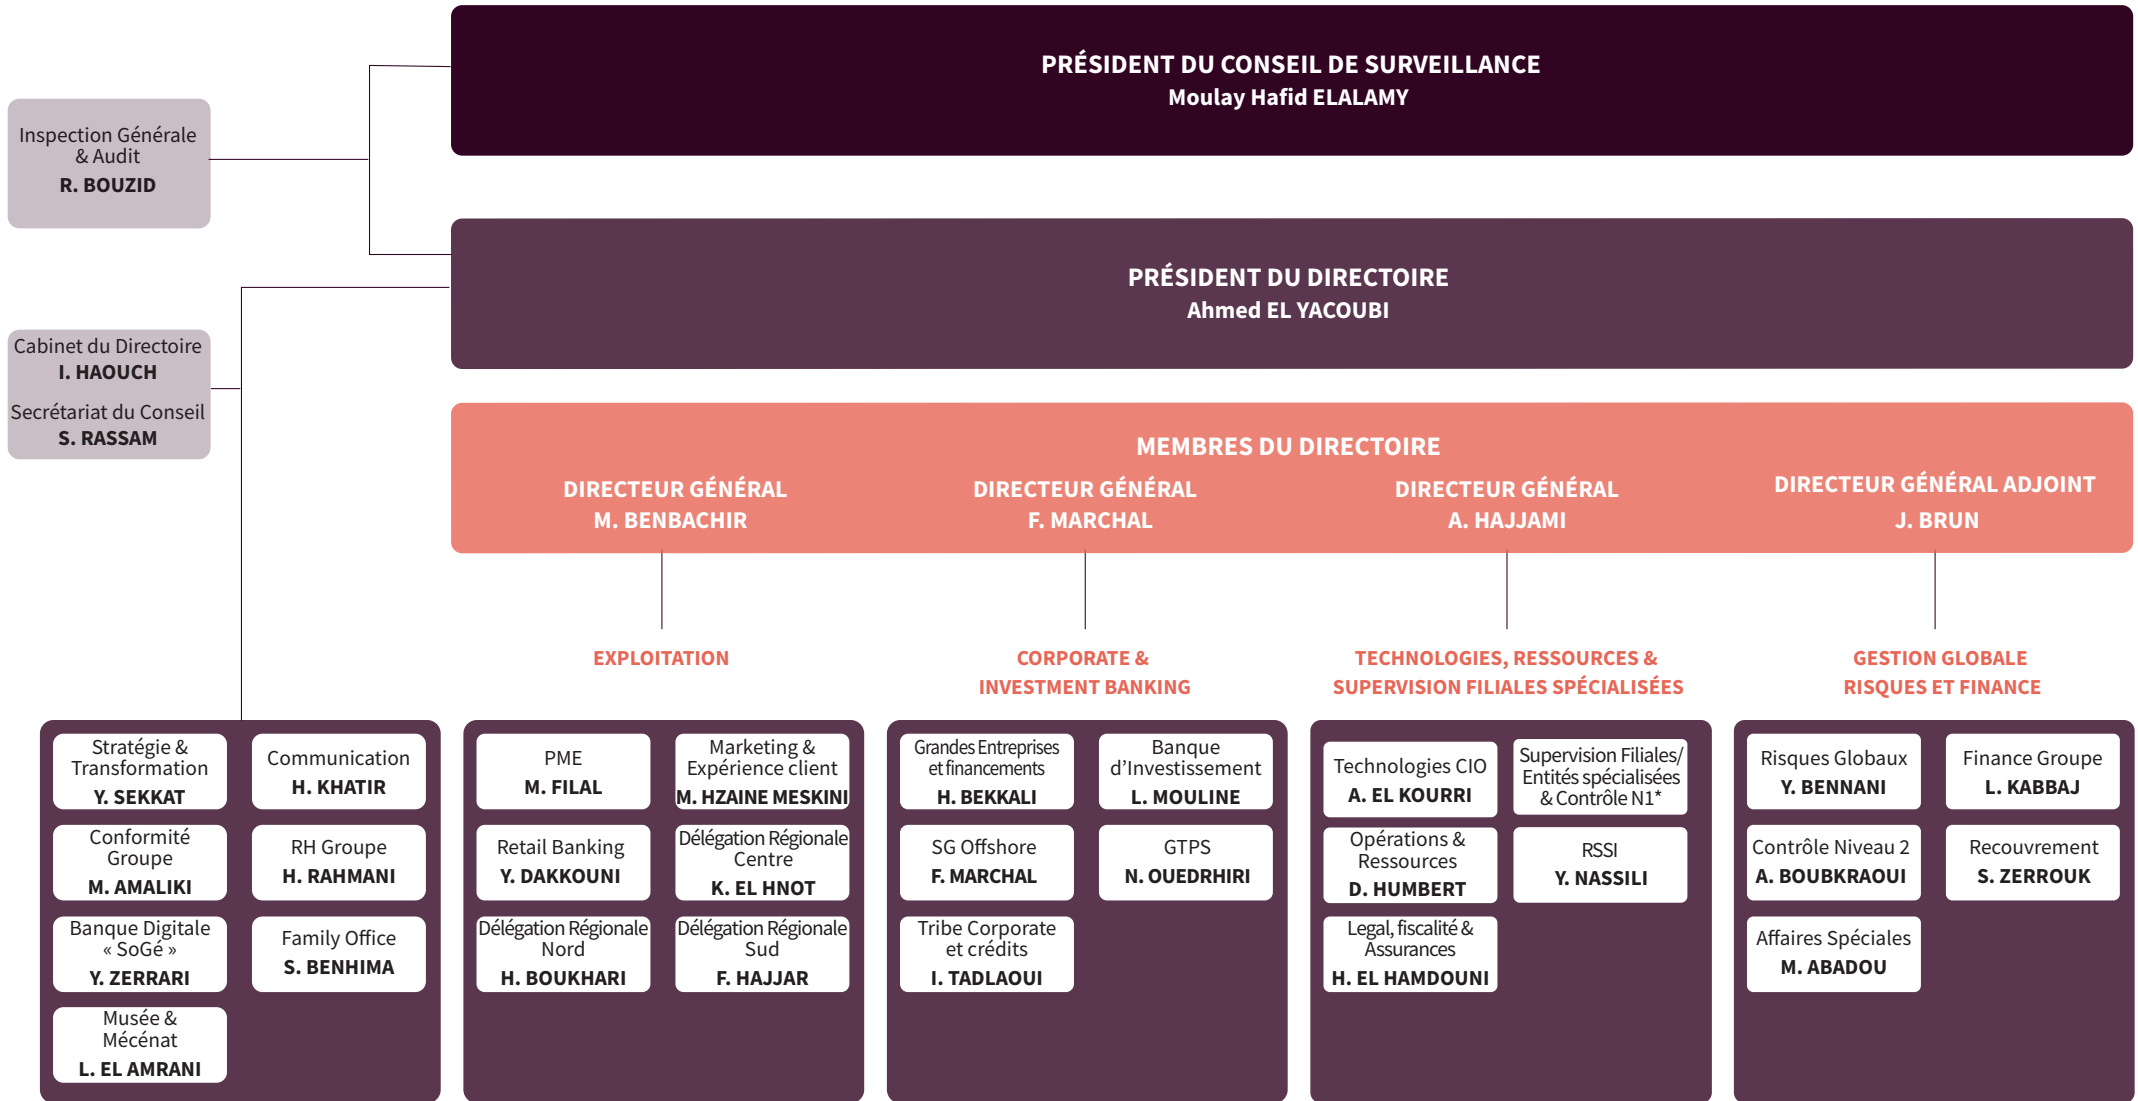 PRÉSIDENT DU CONSEIL DE SURVEILLANCE
Moulay Hafid ELALAMY
Inspection Générale
& Audit
R. BOUZID
PRÉSIDENT DU DIRECTOIRE
Ahmed EL YACOUBI
Cabinet du Directoire
I. HAOUCH
Secrétariat du Conseil
S. RASSAM
MEMBRES DU DIRECTOIRE
DIRECTEUR GÉNÉRAL
M. BENBACHIR
DIRECTEUR GÉNÉRAL
F. MARCHAL
DIRECTEUR GÉNÉRAL
A. HAJJAMI
DIRECTEUR GÉNÉRAL ADJOINT
J. BRUN
EXPLOITATION
CORPORATE &
INVESTMENT BANKING
TECHNOLOGIES, RESSOURCES &
SUPERVISION FILIALES SPÉCIALISÉES
GESTION GLOBALE
RISQUES ET FINANCE
Stratégie &
Transformation
Y. SEKKAT
Communication
H. KHATIR
Conformité
Groupe
M. AMALIKI
RH Groupe
H. RAHMANI
Banque Digitale
« SoGé »
Y. ZERRARI
Family Office
S. BENHIMA
Musée &
Mécénat
L. EL AMRANI
PME
M. FILAL
Marketing &
Expérience client
M. HZAINE MESKINI
Retail Banking
Y. DAKKOUNI
Délégation Régionale
Centre
K. EL HNOT
Délégation Régionale
Nord
H. BOUKHARI
Délégation Régionale
Sud
F. HAJJAR
Grandes Entreprises
et financements
H. BEKKALI
Banque
d’Investissement
L. MOULINE
SG Offshore
F. MARCHAL
GTPS
N. OUEDRHIRI
Tribe Corporate
et crédits
I. TADLAOUI
Technologies CIO
A. EL KOURRI
Supervision Filiales/
Entités spécialisées
& Contrôle N1*
Opérations &
Ressources
D. HUMBERT
RSSI
Y. NASSILI
Legal, fiscalité &
Assurances
H. EL HAMDOUNI
Risques Globaux
Y. BENNANI
Finance Groupe
L. KABBAJ
Contrôle Niveau 2
A. BOUBKRAOUI
Recouvrement
S. ZERROUK
Affaires Spéciales
M. ABADOU